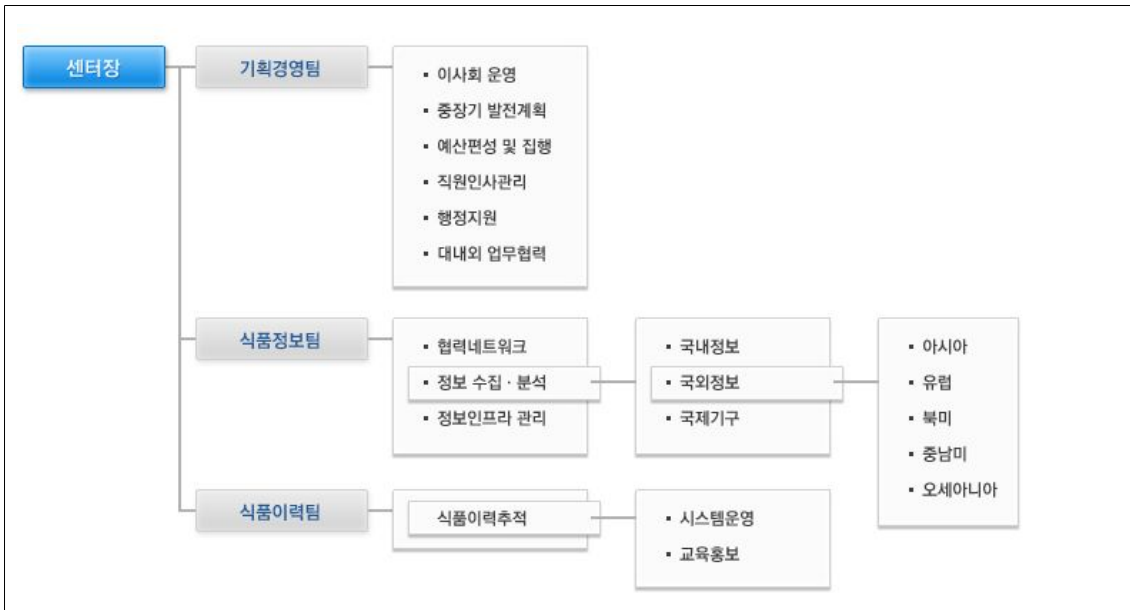 센터장
기획경영팀
▪ 이사회 운영
▪ 중장기 발전계획
▪ 예산편성 및 집행
▪ 직원인사관리
▪ 행정지원
▪ 대내외 업무협력
식품정보팀
▪ 협력네트워크
▪ 정보 수집 · 분석
▪ 정보인프라 관리
▪ 국내정보
▪ 국외정보
▪ 국제기구
▪ 아시아
▪ 유럽
▪ 북미
▪ 중남미
▪ 오세아니아
식품이력팀
식품이력추적
▪ 시스템운영
▪ 교육홍보